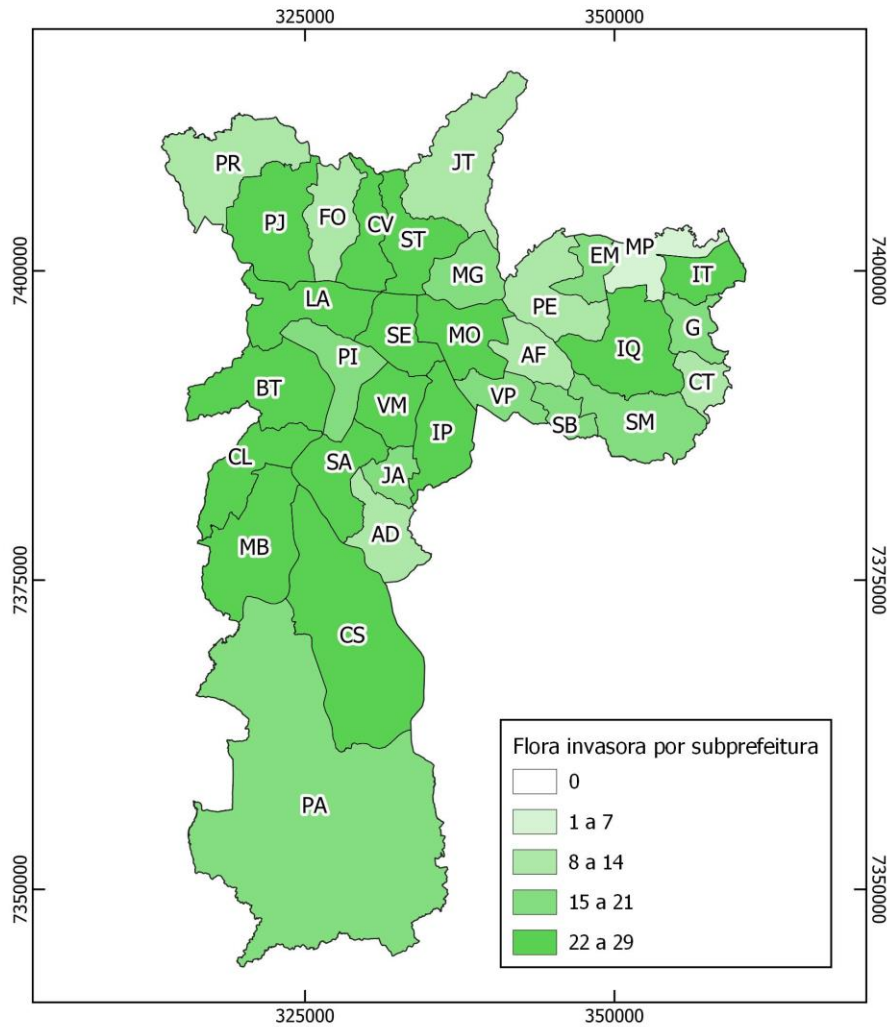 325000
350000
7400000
7400000
7375000
7375000
7350000
7350000
PR
JT
PJ
FO
CV
ST
MG
EM
MP
IT
LA
PE
G
SE
MO
IQ
PI
AF
CT
BT
VM
VP
IP
SB
SM
CL
SA
JA
AD
MB
CS
PA
Flora invasora por subprefeitura
0
1 a 7
8 a 14
15 a 21
22 a 29
325000
350000